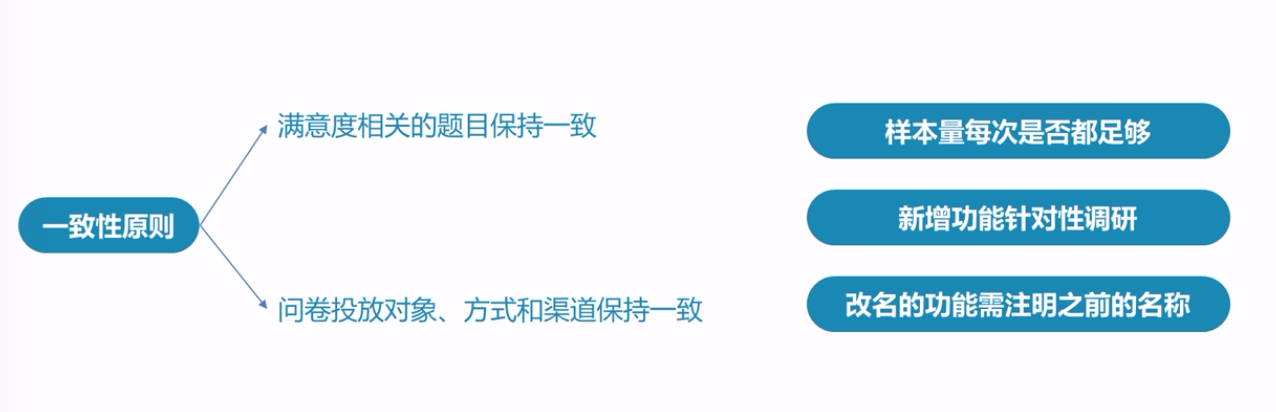 一致性原则
满意度相关的题目保持一致
问卷投放对象、方式和渠道保持一致
样本量每次是否都足够
新增功能针对性调研
改名的功能需注明之前的名称